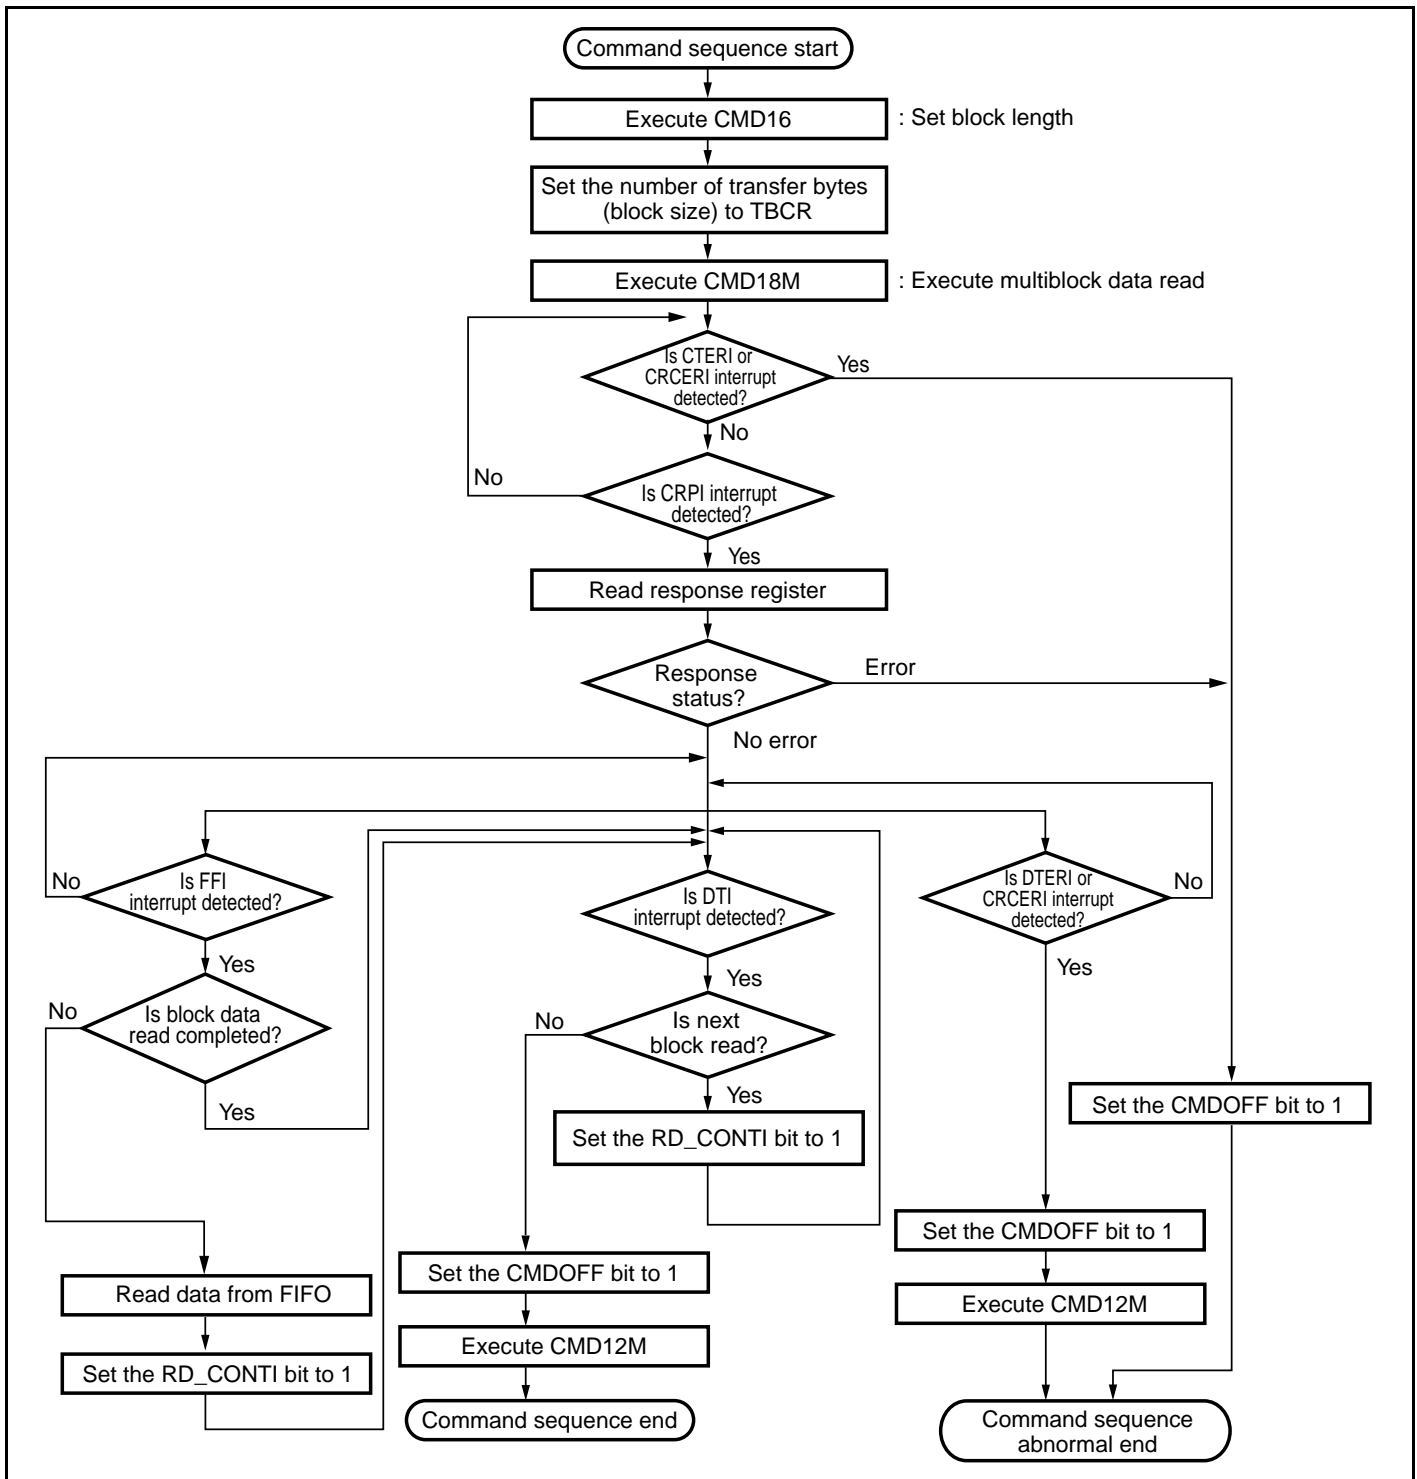 Command sequence start
Execute CMD16
: Set block length
Set the number of transfer bytes
(block size) to TBCR
Execute CMD18M
: Execute multiblock data read
Is CTERI or
CRCERI interrupt
detected?
Yes
No
No
Is CRPI interrupt
detected?
Yes
Read response register
Response
status?
Error
No error
No
Is FFI
interrupt detected?
Yes
Is DTI
interrupt detected?
Yes
Is DTERI or
CRCERI interrupt
detected?
No
Yes
No
Is block data
read completed?
Yes
No
Is next
block read?
Yes
Set the RD_CONTI bit to 1
Set the CMDOFF bit to 1
Set the CMDOFF bit to 1
Execute CMD12M
Read data from FIFO
Set the RD_CONTI bit to 1
Set the CMDOFF bit to 1
Execute CMD12M
Command sequence end
Command sequence
abnormal end